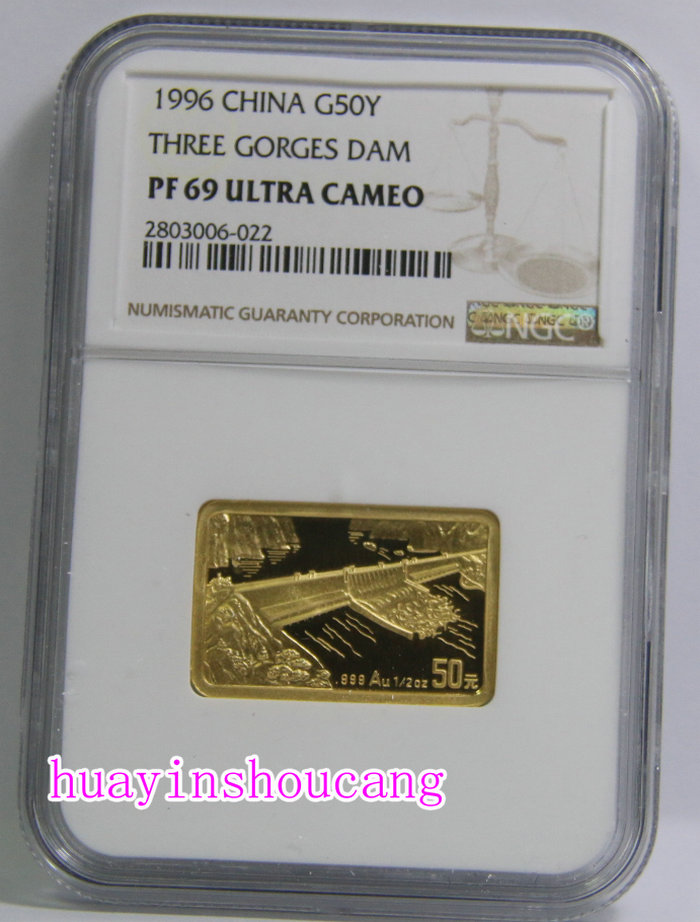 1996 CHINA G50Y
THREE GORGES DAM
PF 69 ULTRA CAMEO
2803006-022
NUMISMATIC GUARANTY CORPORATION
NGC
.999 Au 1/2oz 50元
huayinshoucang